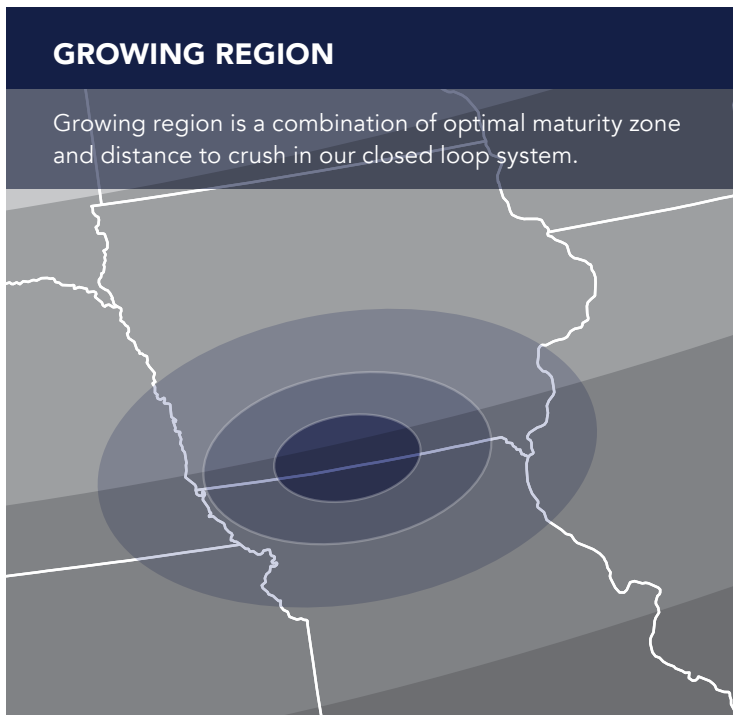 GROWING REGION
Growing region is a combination of optimal maturity zone
and distance to crush in our closed loop system.